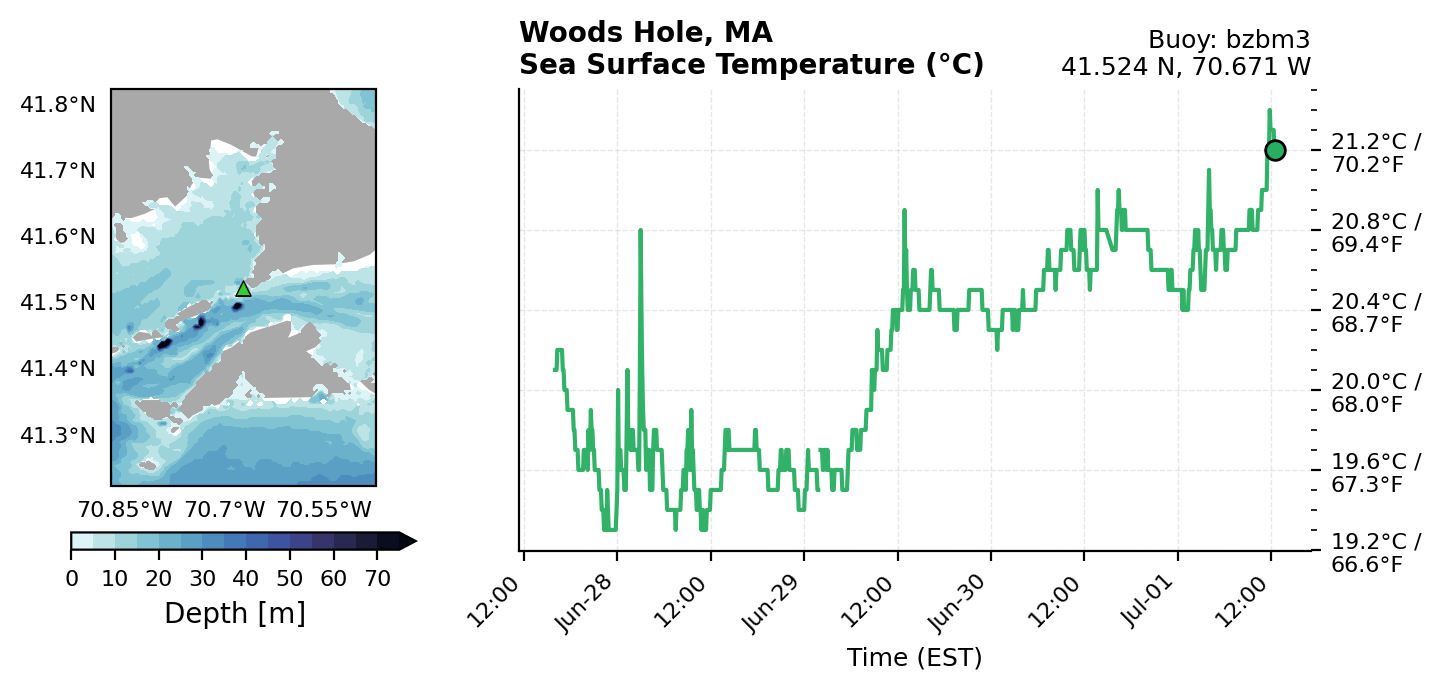 Woods Hole, MA
Sea Surface Temperature (°C)
Buoy: bzbm3
41.524 N, 70.671 W
41.8°N
41.7°N
41.6°N
41.5°N
41.4°N
41.3°N
70.85°W 70.7°W 70.55°W
0 10 20 30 40 50 60 70
Depth [m]
21.2°C /
70.2°F
20.8°C /
69.4°F
20.4°C /
68.7°F
20.0°C /
68.0°F
19.6°C /
67.3°F
19.2°C /
66.6°F
12:00 Jun-28 12:00 Jun-29 12:00 Jun-30 12:00 Jul-01 12:00
Time (EST)